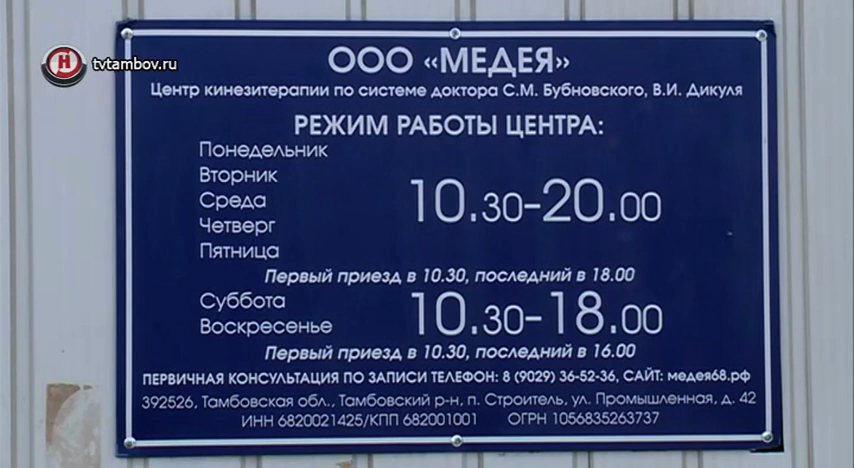 Н tvtambov.ru
ООО «МЕДЕЯ»
Центр кинезитерапии по системе доктора С.М. Бубновского, В.И. Дикуля
РЕЖИМ РАБОТЫ ЦЕНТРА:
Понедельник
Вторник
Среда
Четверг
Пятница
10.30-20.00
Первый приезд в 10.30, последний в 18.00
Суббота
Воскресенье
10.30-18.00
Первый приезд в 10.30, последний в 16.00
ПЕРВИЧНАЯ КОНСУЛЬТАЦИЯ ПО ЗАПИСИ ТЕЛЕФОН: 8 (9029) 36-52-36, САЙТ: медея68.рф
392526, Тамбовская обл., Тамбовский р-н, п. Строитель, ул. Промышленная, д. 42
ИНН 6820021425/КПП 682001001 ОГРН 1056835263737